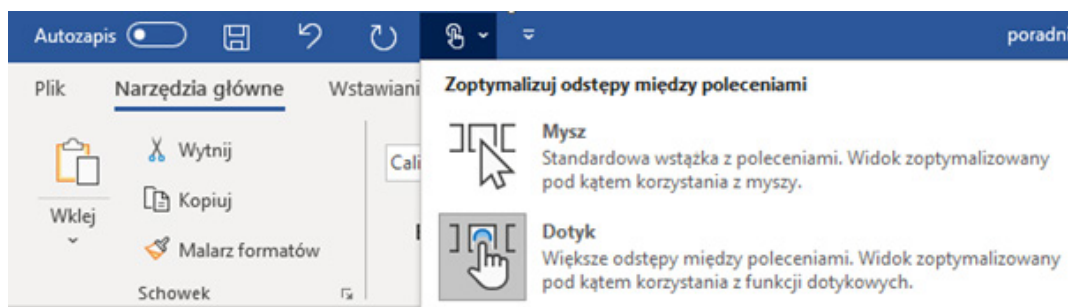 Autozapis
Plik Narzędzia główne Wstawiani
Wytnij
Kopiuj
Wklej
Malarz formatów
Schowek
Cali
Zoptymalizuj odstępy między poleceniami
Mysz
Standardowa wstążka z poleceniami. Widok zoptymalizowany
pod kątem korzystania z myszy.
Dotyk
Większe odstępy między poleceniami. Widok zoptymalizowany
pod kątem korzystania z funkcji dotykowych.
poradni